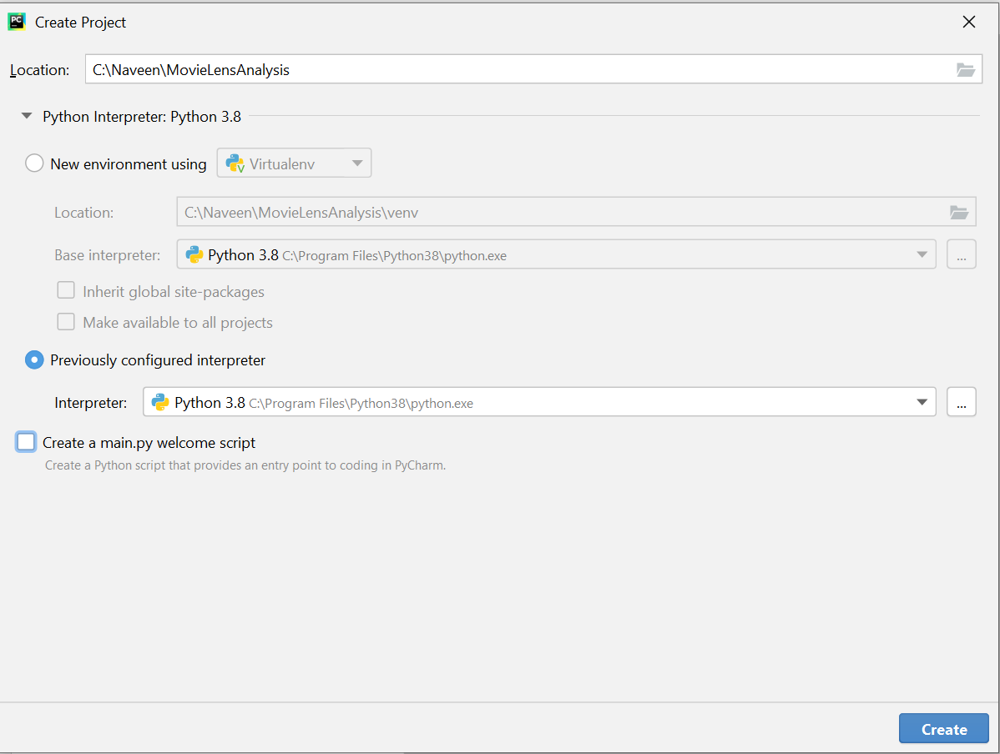 Create Project
Location: C:\Naveen\MovieLensAnalysis
Python Interpreter: Python 3.8
New environment using Virtualenv
Location: C:\Naveen\MovieLensAnalysis\venv
Base interpreter: Python 3.8 C:\Program Files\Python38\python.exe ...
Inherit global site-packages
Make available to all projects
Previously configured interpreter
Interpreter: Python 3.8 C:\Program Files\Python38\python.exe ...
Create a main.py welcome script
Create a Python script that provides an entry point to coding in PyCharm.
Create